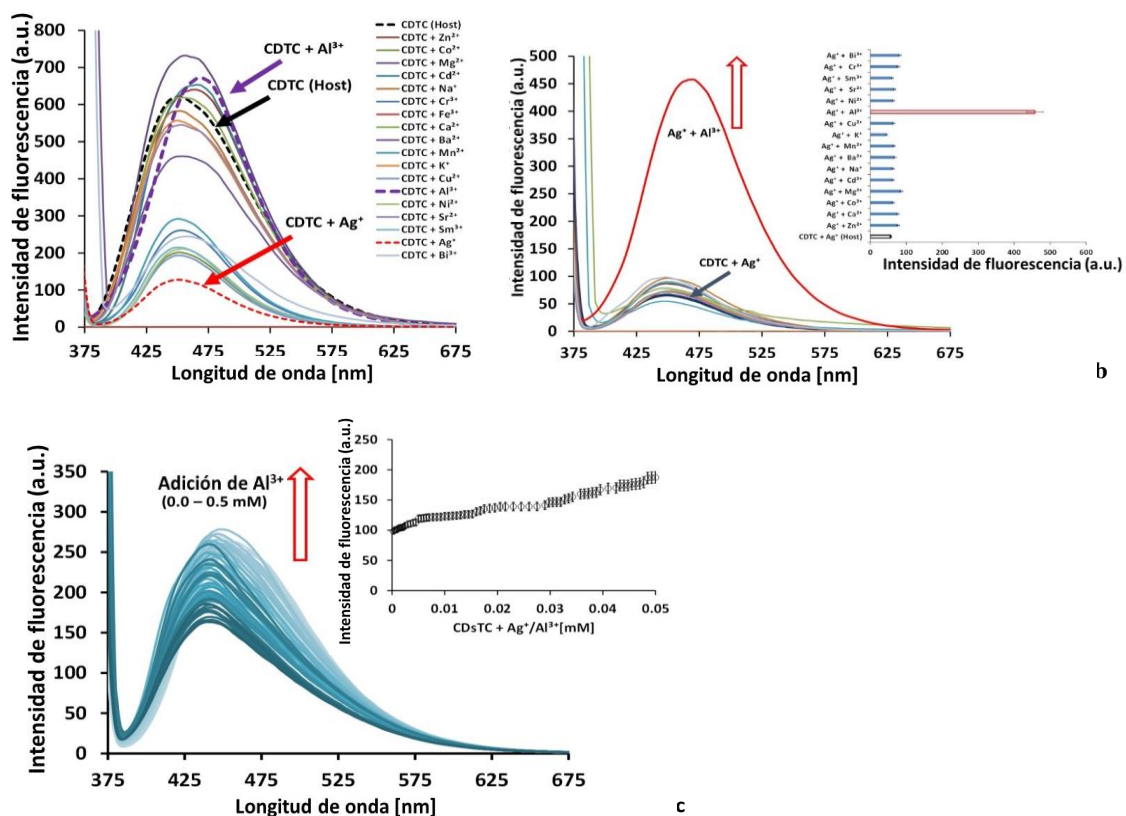 Intensidad de fluorescencia (a.u.)
800
700
600
500
400
300
200
100
0
375
425
475
525
575
625
675
Longitud de onda [nm]
CDTC + Al³⁺
CDTC (Host)
CDTC + Ag⁺
CDTC (Host)
CDTC + Zn²⁺
CDTC + Co²⁺
CDTC + Mg²⁺
CDTC + Cd²⁺
CDTC + Na⁺
CDTC + Cr³⁺
CDTC + Fe³⁺
CDTC + Ca²⁺
CDTC + Ba²⁺
CDTC + Mn²⁺
CDTC + K⁺
CDTC + Cu²⁺
CDTC + Al³⁺
CDTC + Ni²⁺
CDTC + Sr²⁺
CDTC + Sm³⁺
CDTC + Ag⁺
CDTC + Bi³⁺
Intensidad de fluorescencia (a.u.)
500
450
400
350
300
250
200
150
100
50
0
375
425
475
525
575
625
675
Longitud de onda [nm]
Ag⁺ + Al³⁺
CDTC + Ag⁺
Ag⁺ + Bi³⁺
Ag⁺ + Cr³⁺
Ag⁺ + Sm³⁺
Ag⁺ + Sr²⁺
Ag⁺ + Ni²⁺
Ag⁺ + Al³⁺
Ag⁺ + Cu²⁺
Ag⁺ + K⁺
Ag⁺ + Mn²⁺
Ag⁺ + Ba²⁺
Ag⁺ + Na⁺
Ag⁺ + Cd²⁺
Ag⁺ + Mg²⁺
Ag⁺ + Co²⁺
Ag⁺ + Ca²⁺
Ag⁺ + Zn²⁺
CDTC + Ag⁺ (Host)
0
100
200
300
400
500
600
Intensidad de fluorescencia (a.u.)
b
Intensidad de fluorescencia (a.u.)
350
300
250
200
150
100
50
0
375
425
475
525
575
625
675
Longitud de onda [nm]
Adición de Al³⁺
(0.0 – 0.5 mM)
Intensidad de fluorescencia (a.u.)
250
200
150
100
50
0
0
0.01
0.02
0.03
0.04
0.05
CDsTC + Ag⁺/Al³⁺[mM]
c